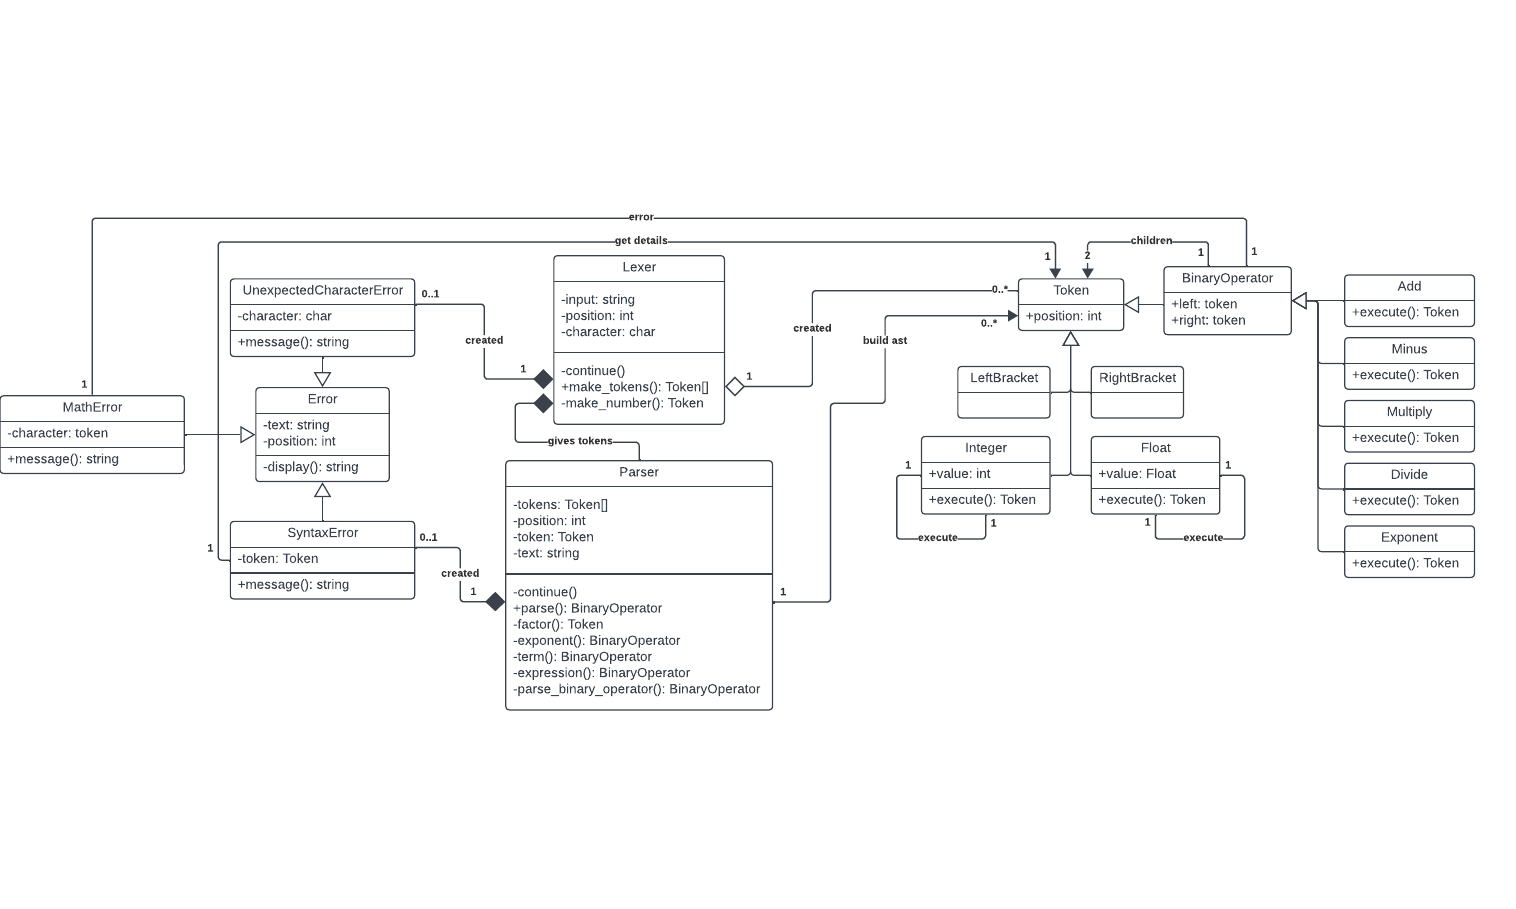 error
get details
1
1
2
children
1
1
UnexpectedCharacterError
-character: char
+message(): string
0..1
created
1
Lexer
-input: string
-position: int
-character: char
-continue()
+make_tokens(): Token[]
-make_number(): Token
1
created
0..*
build ast
0..*
Token
+position: int
BinaryOperator
+left: token
+right: token
Add
+execute(): Token
Minus
+execute(): Token
Multiply
+execute(): Token
Divide
+execute(): Token
Exponent
+execute(): Token
1
MathError
-character: token
+message(): string
Error
-text: string
-position: int
-display(): string
gives tokens
LeftBracket
RightBracket
Integer
+value: int
+execute(): Token
1
1
execute
Float
+value: Float
+execute(): Token
1
1
execute
1
SyntaxError
-token: Token
+message(): string
0..1
created
1
Parser
-tokens: Token[]
-position: int
-token: Token
-text: string
-continue()
+parse(): BinaryOperator
-factor(): Token
-exponent(): BinaryOperator
-term(): BinaryOperator
-expression(): BinaryOperator
-parse_binary_operator(): BinaryOperator
1